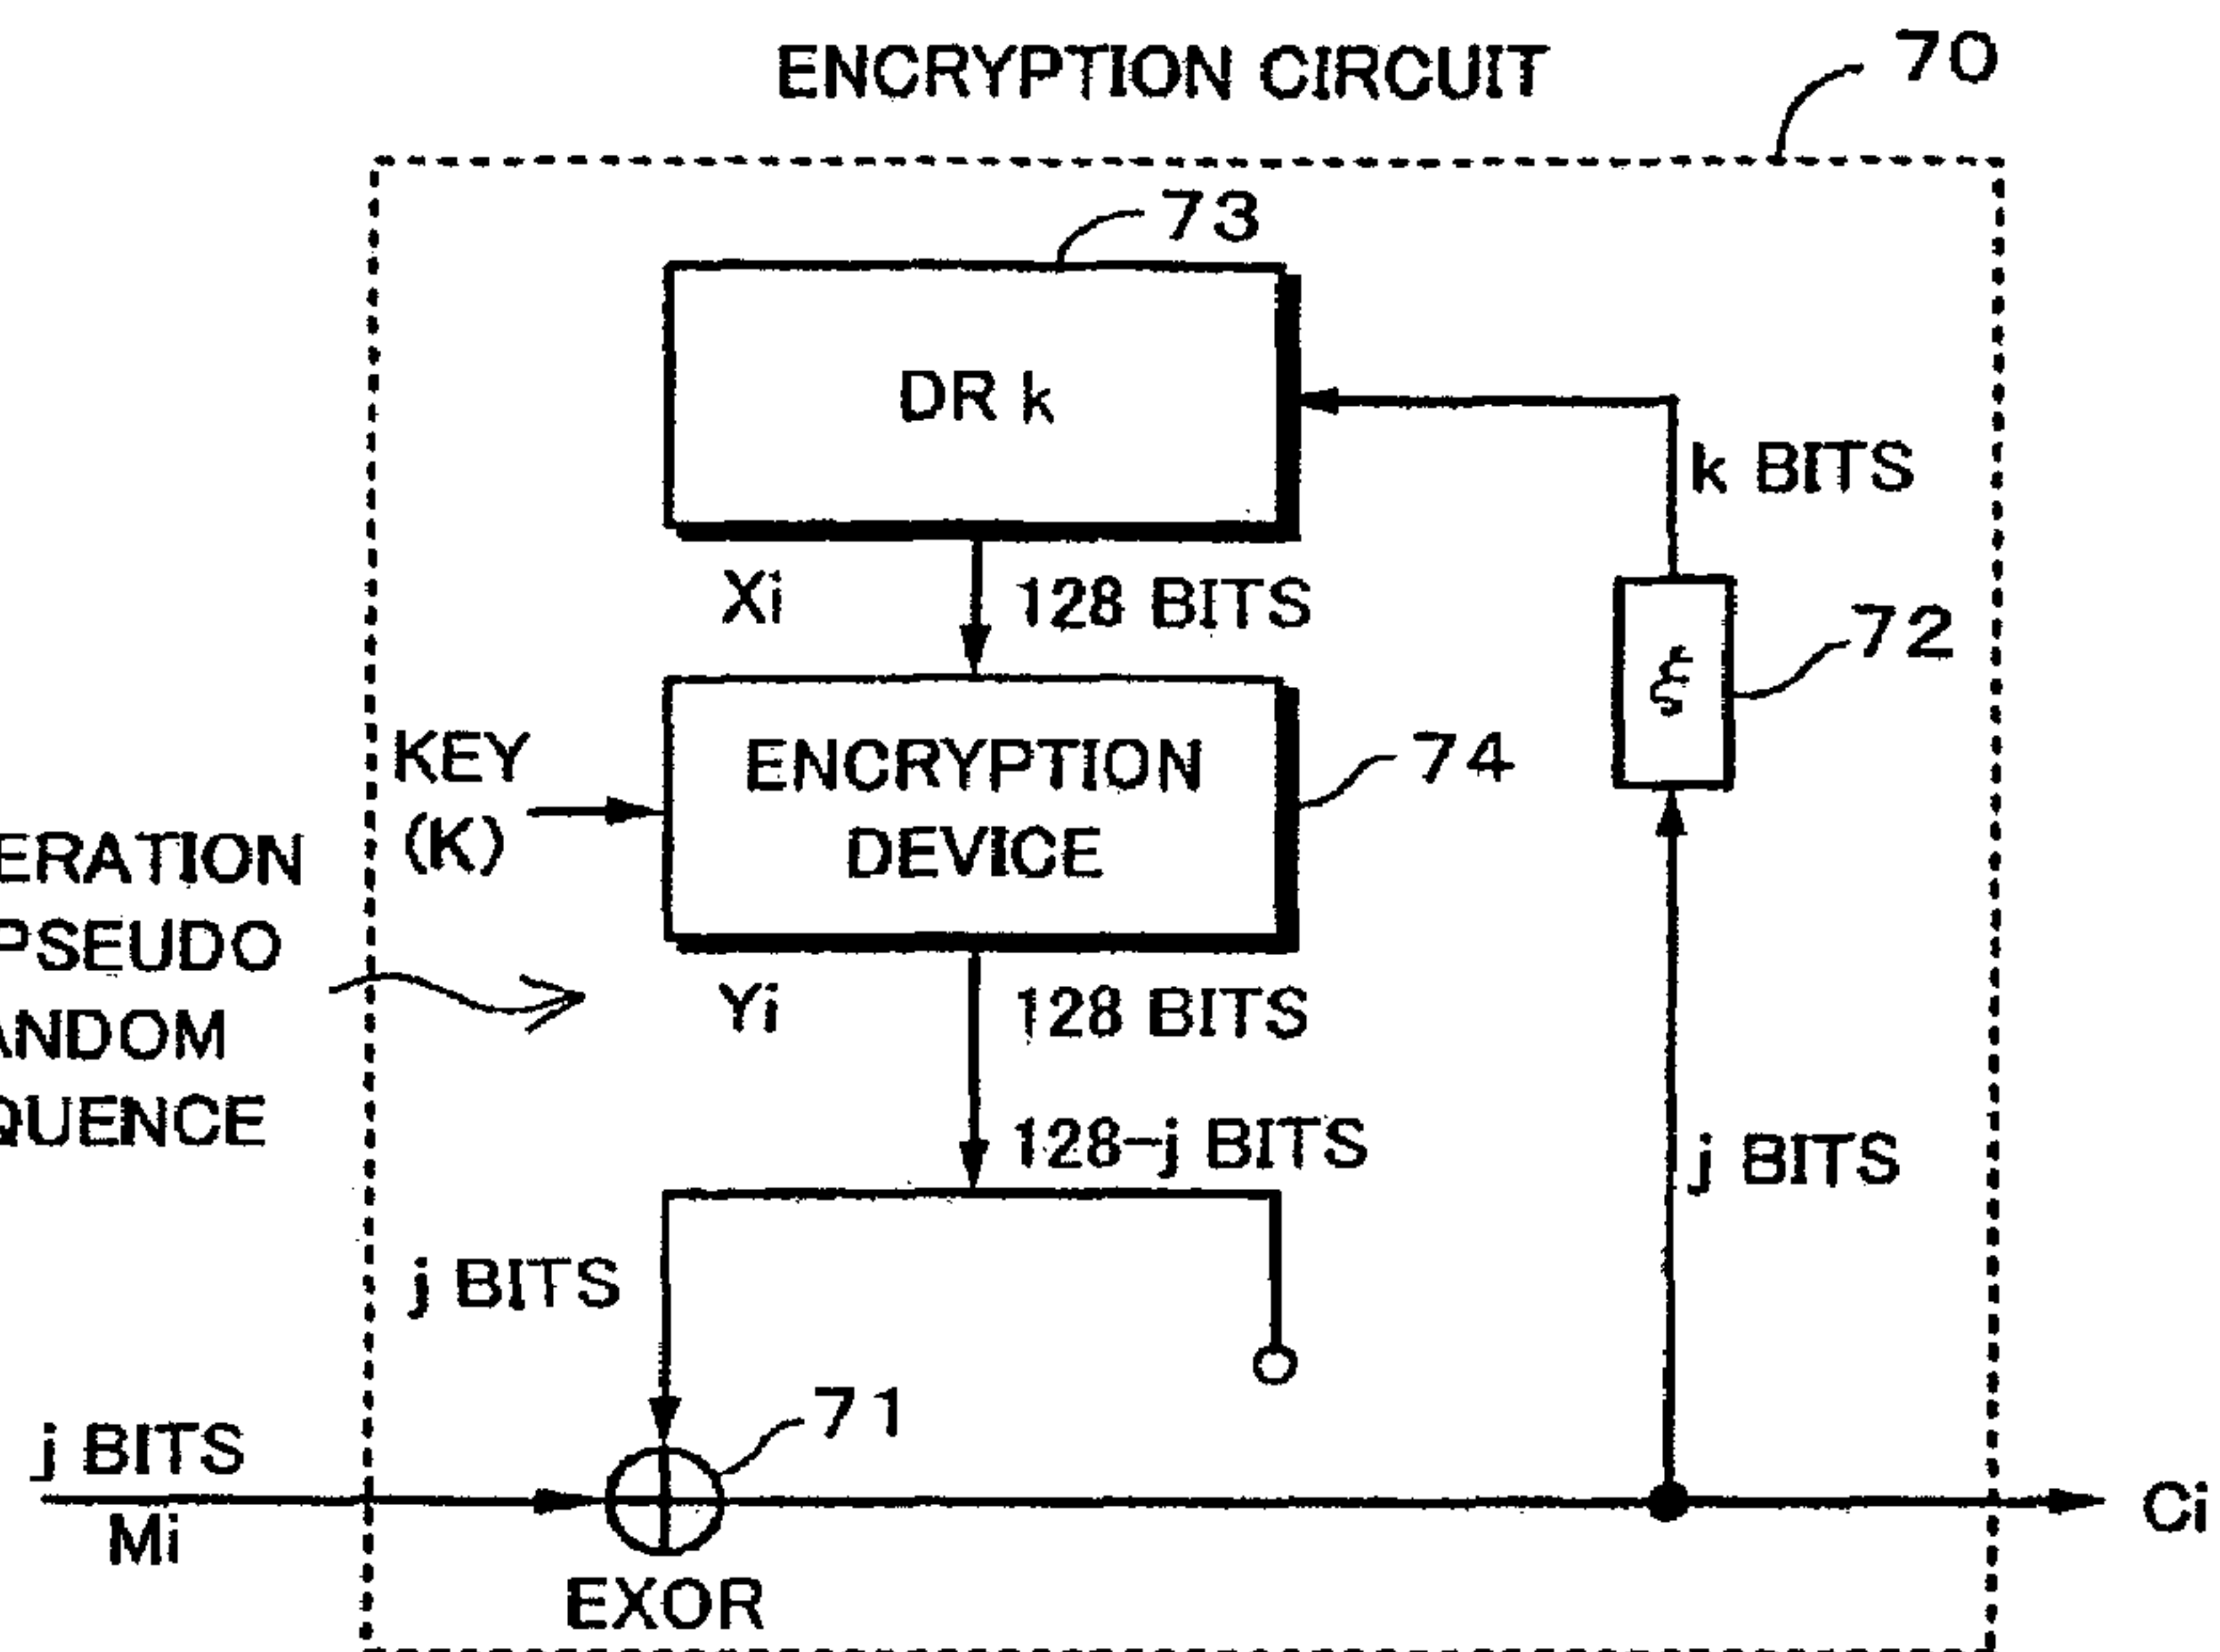 ENCRYPTION CIRCUIT
70
73
DR k
k BITS
Xi
128 BITS
72
ξ
KEY
(K)
ENCRYPTION
DEVICE
74
ERATION
PSEUDO
ANDOM
QUENCE
Yi
128 BITS
128-j BITS
j BITS
j BITS
71
j BITS
Mi
EXOR
Ci